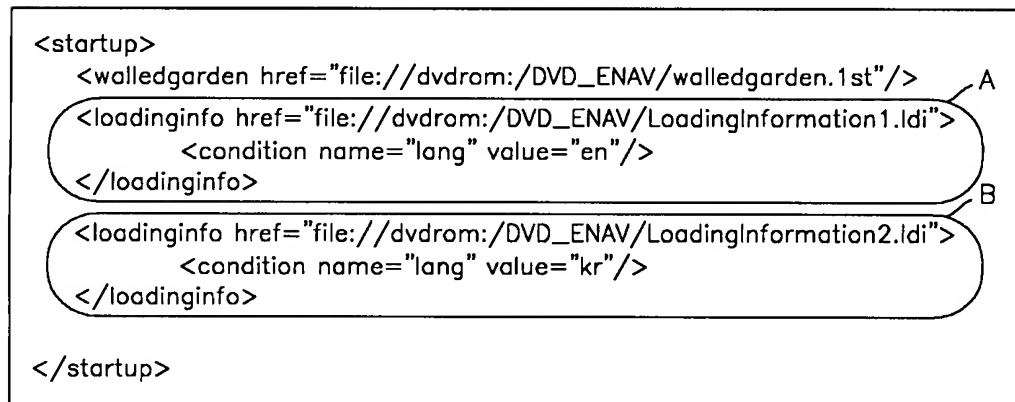 <startup>
<walledgarden href="file://dvdrom:/DVD_ENAV/walledgarden.1st"/>
A
<loadinginfo href="file://dvdrom:/DVD_ENAV/LoadingInformation1.ldi">
<condition name="lang" value="en"/>
</loadinginfo>
B
<loadinginfo href="file://dvdrom:/DVD_ENAV/LoadingInformation2.ldi">
<condition name="lang" value="kr"/>
</loadinginfo>
</startup>